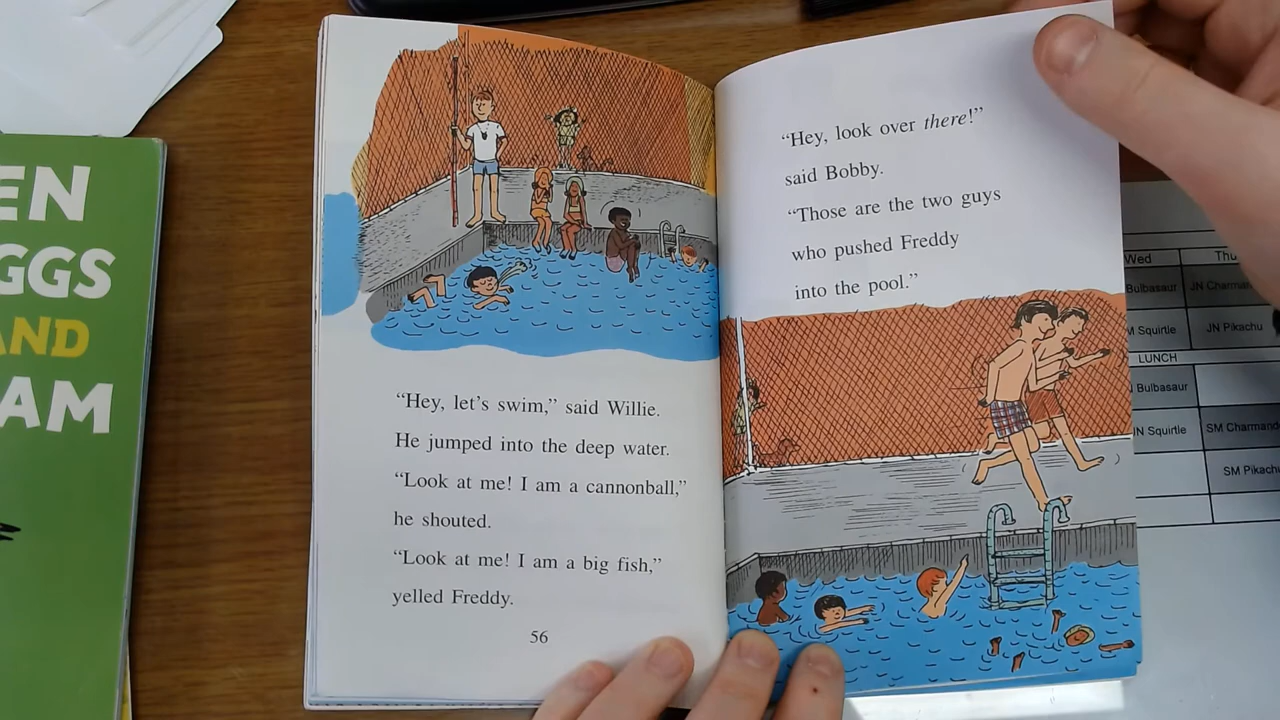 EN
GGS
AND
AM
"Hey, let's swim," said Willie.
He jumped into the deep water.
"Look at me! I am a cannonball,"
he shouted.
"Look at me! I am a big fish,"
yelled Freddy.
56
"Hey, look over there!"
said Bobby.
"Those are the two guys
who pushed Freddy
into the pool."
Wed
Bulbasaur JN
Squirtle JN Pikachu
LUNCH
Bulbasaur
JN Squirtle SM Charmand
SM Pikach